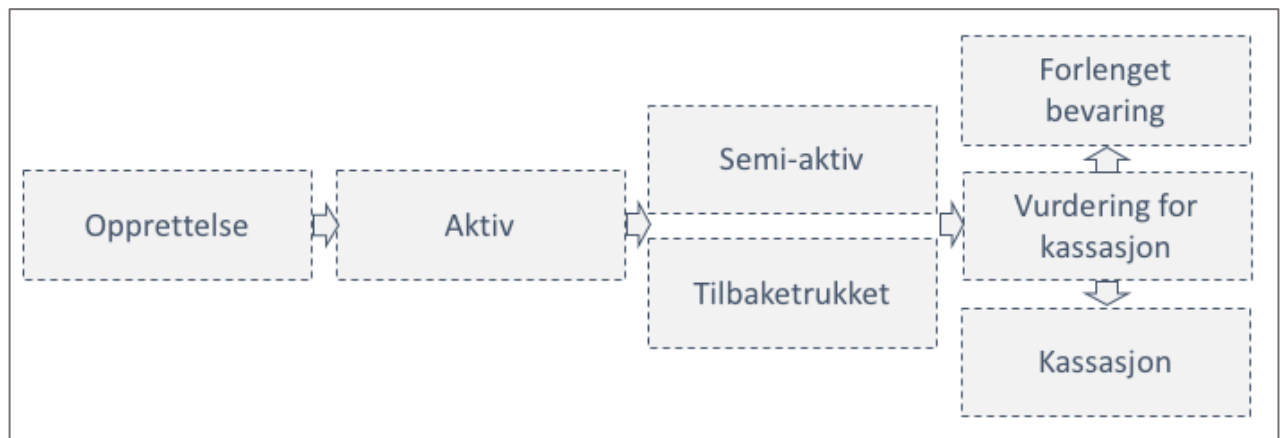 Opprettelse
Aktiv
Semi-aktiv
Tilbaketrukket
Forlenget
bevaring
Vurdering for
kassasjon
Kassasjon